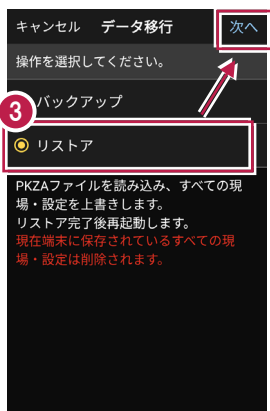 キャンセル データ移行 次へ
操作を選択してください。
バックアップ
3
リストア
PKZAファイルを読み込み、すべての現
場・設定を上書きします。
リストア完了後再起動します。
現在端末に保存されているすべての現
場・設定は削除されます。